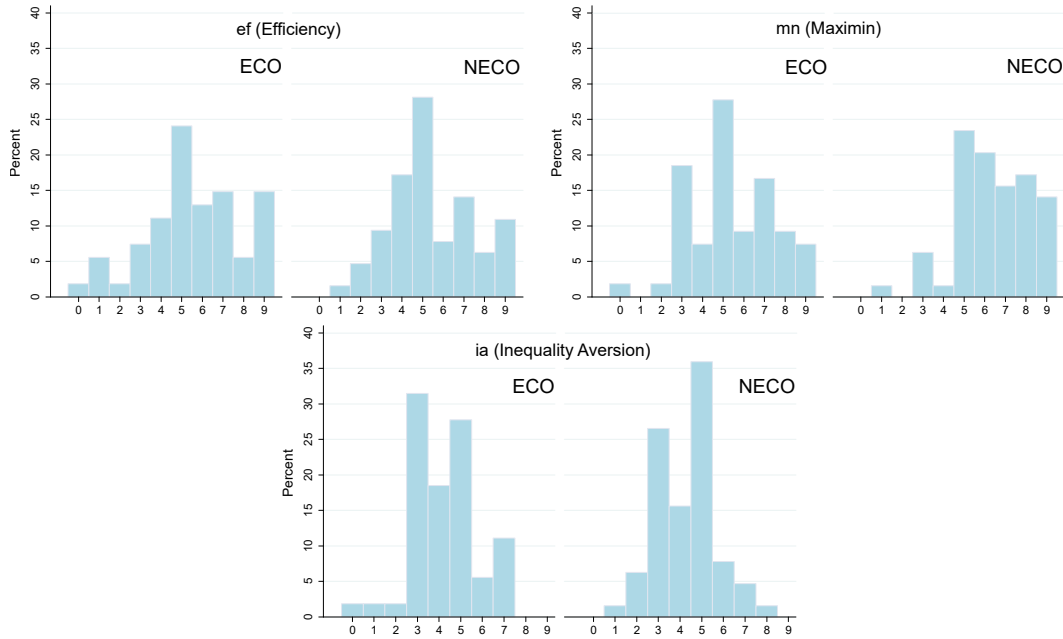 ef (Efficiency)
ECO
NECO
Percent
0 5 10 15 20 25 30 35 40
0 1 2 3 4 5 6 7 8 9
0 1 2 3 4 5 6 7 8 9
mn (Maximin)
ECO
NECO
Percent
0 5 10 15 20 25 30 35 40
0 1 2 3 4 5 6 7 8 9
0 1 2 3 4 5 6 7 8 9
ia (Inequality Aversion)
ECO
NECO
Percent
0 5 10 15 20 25 30 35 40
0 1 2 3 4 5 6 7 8 9
0 1 2 3 4 5 6 7 8 9